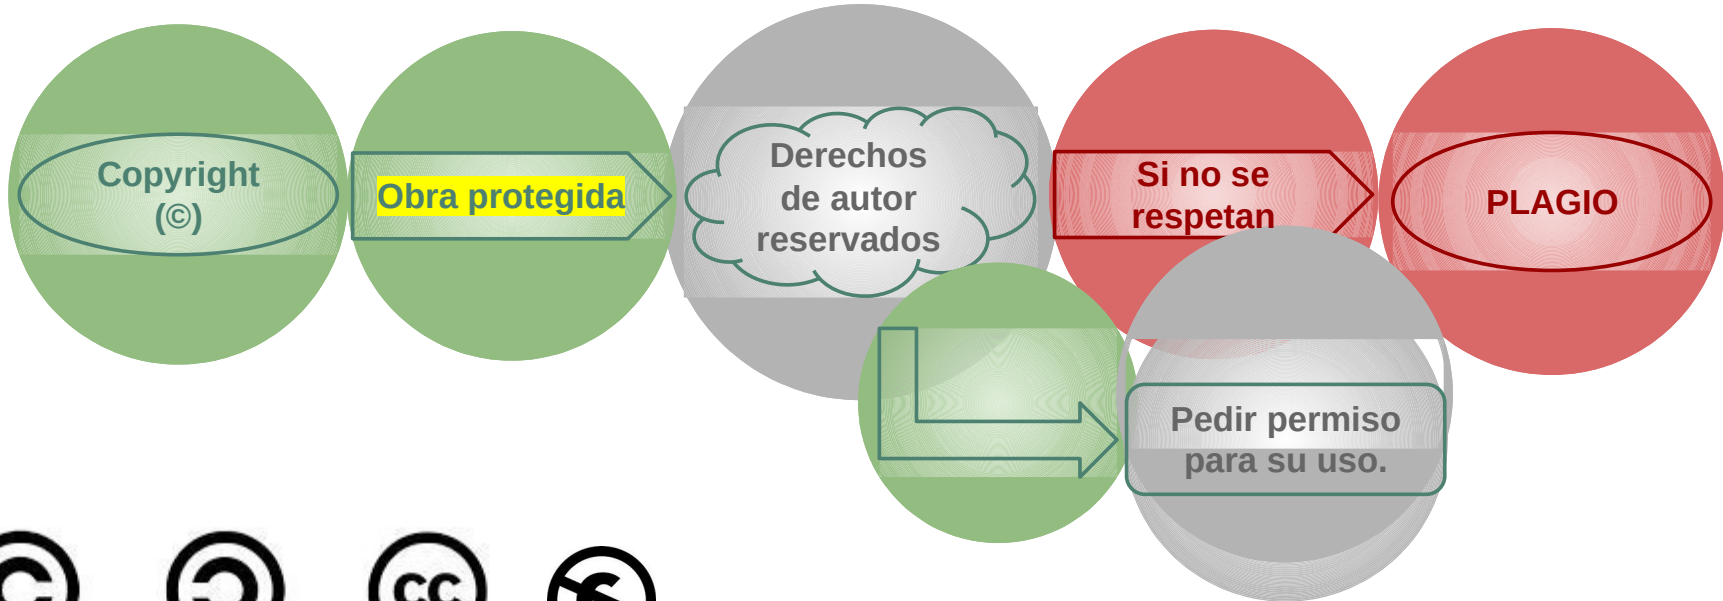 Copyright
(©)
Obra protegida
Derechos
de autor
reservados
Si no se
respetan
PLAGIO
Pedir permiso
para su uso.